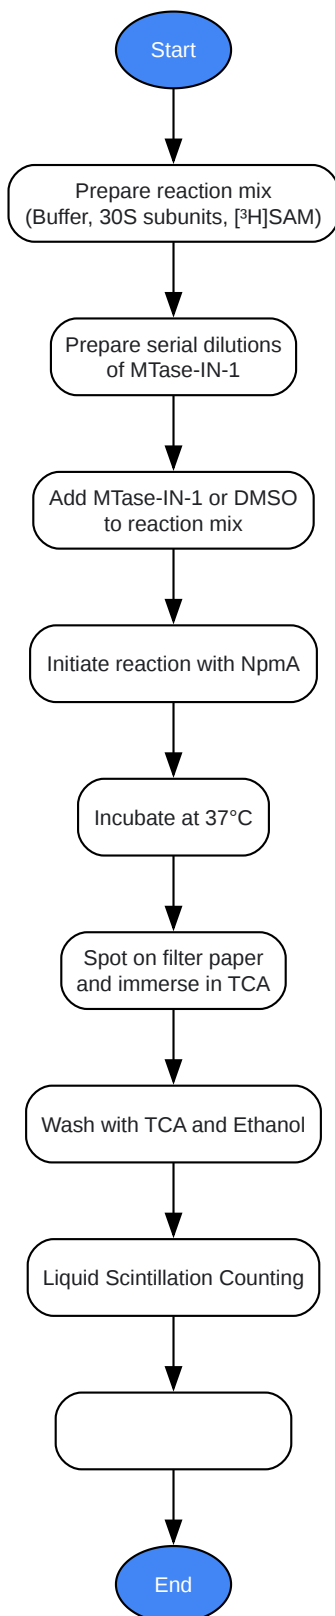 Start
Prepare reaction mix
(Buffer, 30S subunits, [³H]SAM)
Prepare serial dilutions
of MTase-IN-1
Add MTase-IN-1 or DMSO
to reaction mix
Initiate reaction with NpmA
Incubate at 37°C
Spot on filter paper
and immerse in TCA
Wash with TCA and Ethanol
Liquid Scintillation Counting
End